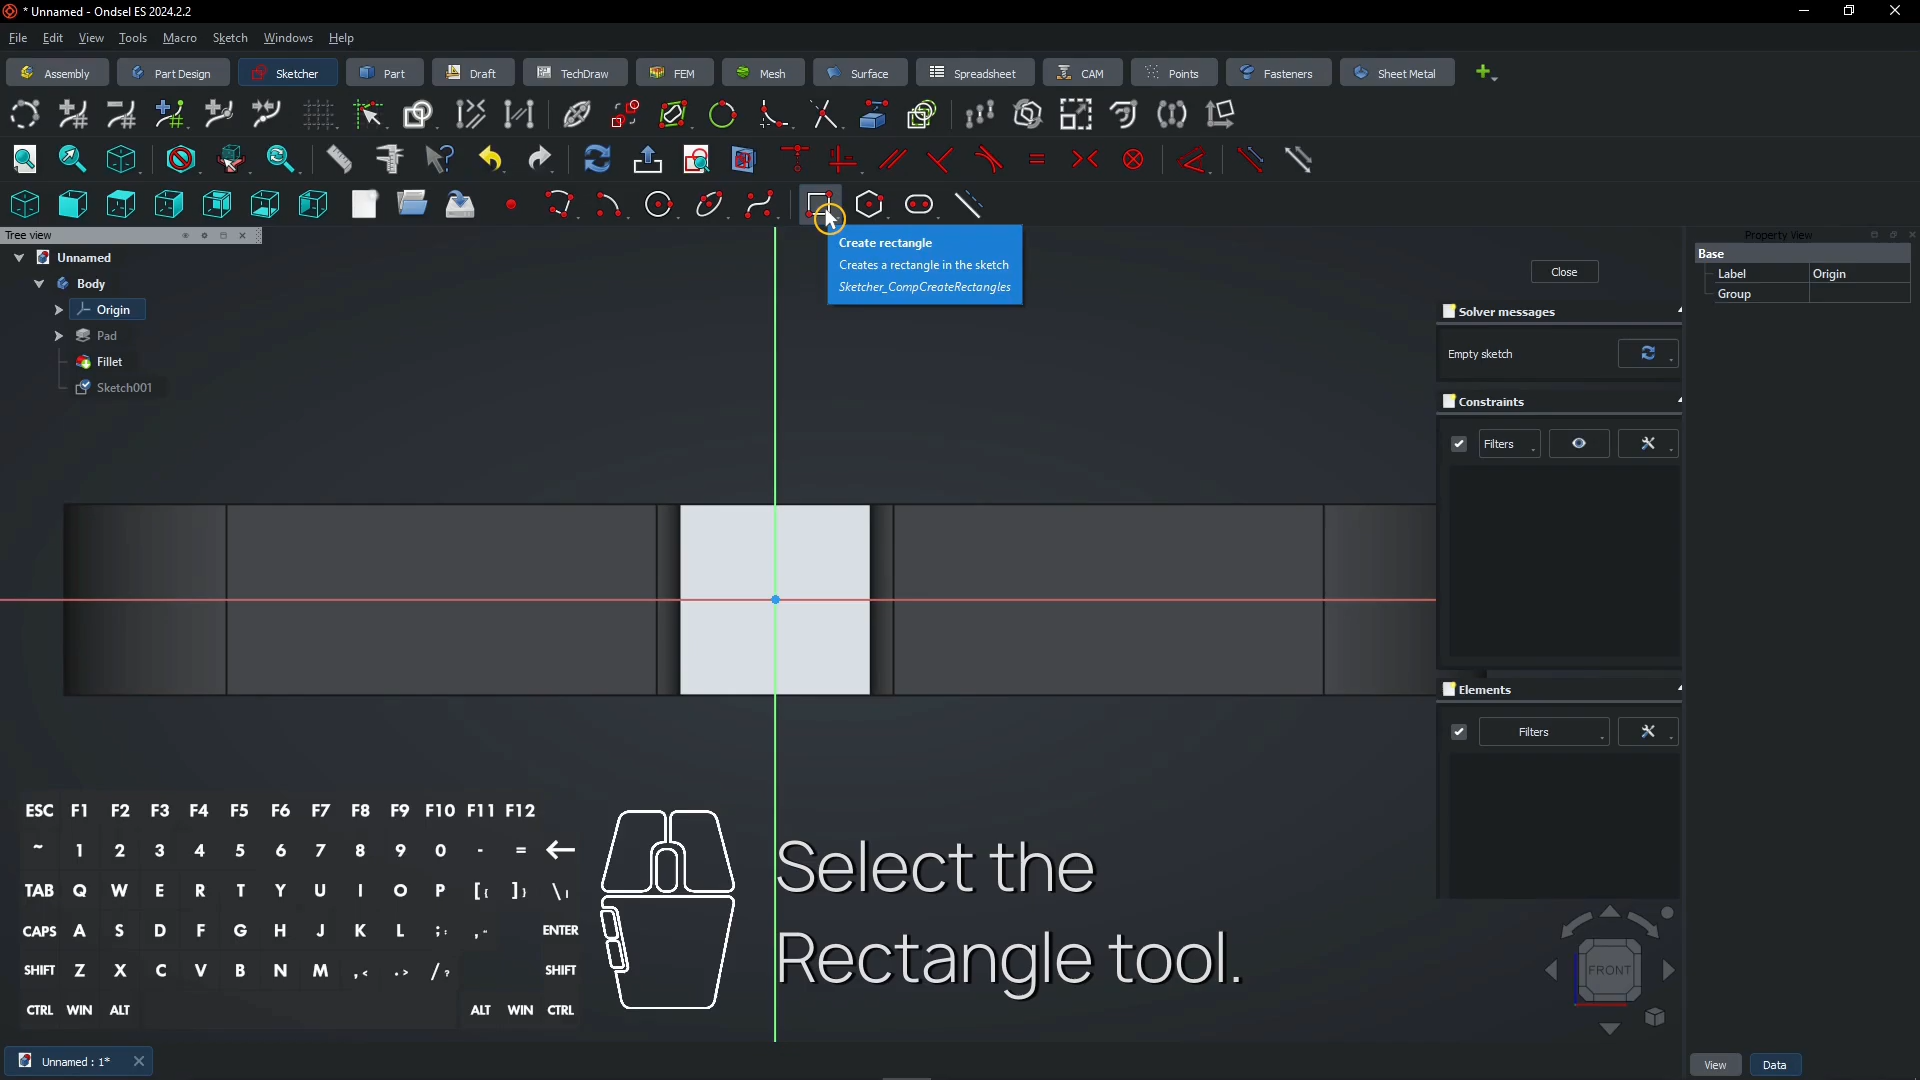 * Unnamed - Ondsel ES 2024.2.2
File Edit View Tools Macro Sketch Windows Help
Assembly Part Design Sketcher Part Draft TechDraw FEM Mesh Surface Spreadsheet CAM Points Fasteners Sheet Metal
Tree view
Unnamed
Body
Origin
Pad
Fillet
Sketch001
Create rectangle
Creates a rectangle in the sketch
Sketcher_CompCreateRectangles
Close
Solver messages
Empty sketch
Constraints
Filters
Elements
Filters
Property View
Base
Label Origin
Group
ESC F1 F2 F3 F4 F5 F6 F7 F8 F9 F10 F11 F12
~ 1 2 3 4 5 6 7 8 9 0 - =
TAB Q W E R T Y U I O P [{ ]} \|
CAPS A S D F G H J K L ;: ," ENTER
SHIFT Z X C V B N M ,< .> /? SHIFT
CTRL WIN ALT ALT WIN CTRL
Select the
Rectangle tool.
FRONT
Unnamed : 1*
View Data